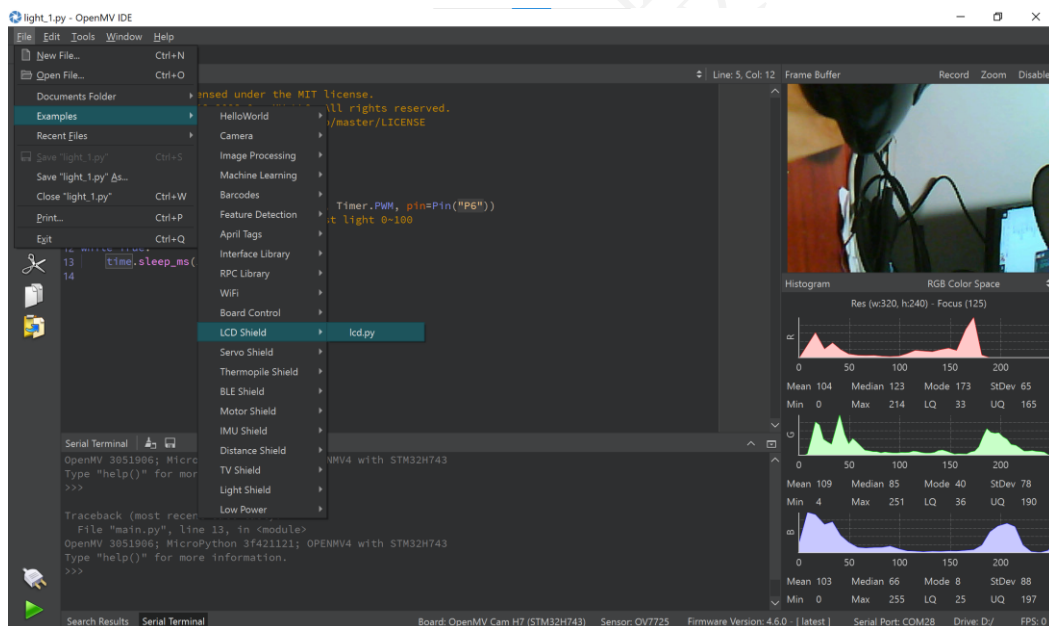 light_1.py - OpenMV IDE
File Edit Tools Window Help
New File... Ctrl+N
Open File... Ctrl+O
Documents Folder
Examples
Recent Files
Save "light_1.py" Ctrl+S
Save "light_1.py" As...
Close "light_1.py" Ctrl+W
Print... Ctrl+P
Exit Ctrl+Q
HelloWorld
Camera
Image Processing
Machine Learning
Barcodes
Feature Detection
April Tags
Interface Library
RPC Library
WiFi
Board Control
LCD Shield
Servo Shield
Thermopile Shield
BLE Shield
Motor Shield
IMU Shield
Distance Shield
TV Shield
Light Shield
Low Power
lcd.py
Line: 5, Col: 12
ensed under the MIT license.
All rights reserved.
/master/LICENSE
Timer.PWM, pin=Pin("P6"))
t light 0~100
12 while True:
13 time.sleep_ms(
14
Serial Terminal
OpenMV 3051906; Micr NMV4 with STM32H743
Type "help()" for mor
>>>
Traceback (most recen
File "main.py", line 13, in <module>
OpenMV 3051906; MicroPython 3f421121; OPENMV4 with STM32H743
Type "help()" for more information.
>>>
Search Results Serial Terminal
Frame Buffer Record Zoom Disable
Histogram RGB Color Space
Res (w:320, h:240) - Focus (125)
R
0 50 100 150 200
Mean 104 Median 123 Mode 173 StDev 65
Min 0 Max 214 LQ 33 UQ 165
G
0 50 100 150 200
Mean 109 Median 85 Mode 40 StDev 78
Min 4 Max 251 LQ 36 UQ 190
B
0 50 100 150 200
Mean 103 Median 66 Mode 8 StDev 88
Min 0 Max 255 LQ 25 UQ 197
Board: OpenMV Cam H7 (STM32H743) Sensor: OV7725 Firmware Version: 4.6.0 - [ latest ] Serial Port: COM28 Drive: D:/ FPS: 0